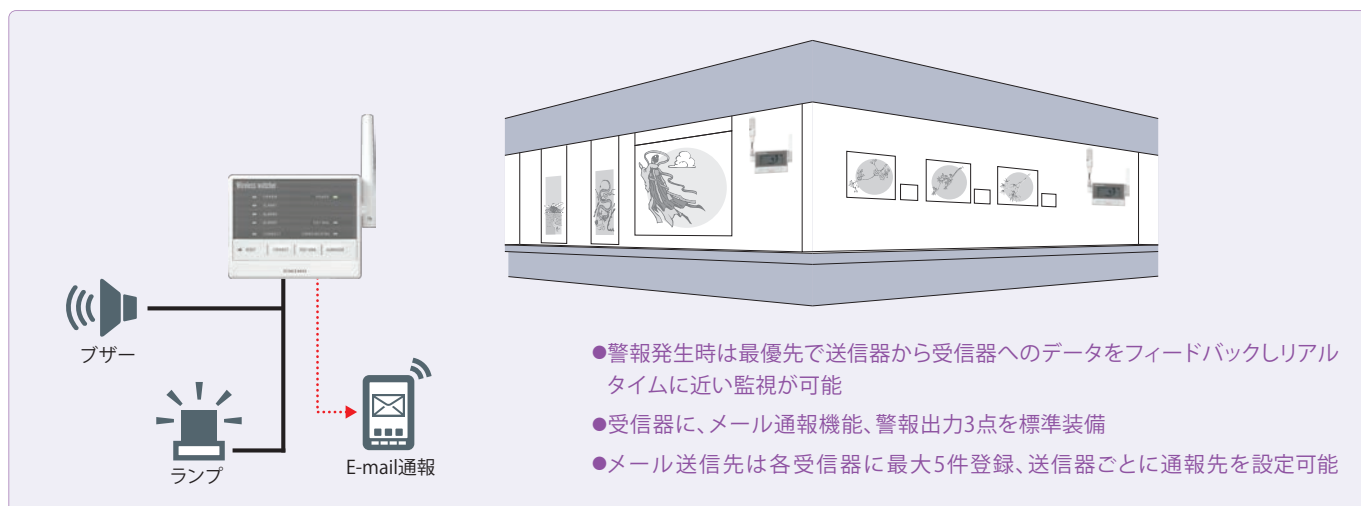 ブザー
ランプ
E-mail通報
●警報発生時は最優先で送信器から受信器へのデータをフィードバックしリアル
タイムに近い監視が可能
●受信器に、メール通報機能、警報出力3点を標準装備
●メール送信先は各受信器に最大5件登録、送信器ごとに通報先を設定可能